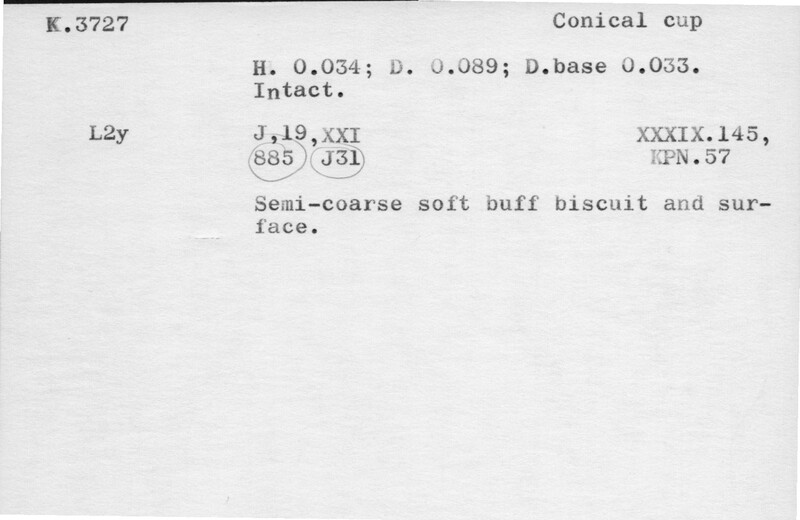 K.3727 Conical cup
H. 0.034; D. 0.089; D.base 0.033.
Intact.
L2y J,19,XXI XXXIX.145,
885 J31 KPN.57
Semi-coarse soft buff biscuit and sur-
face.